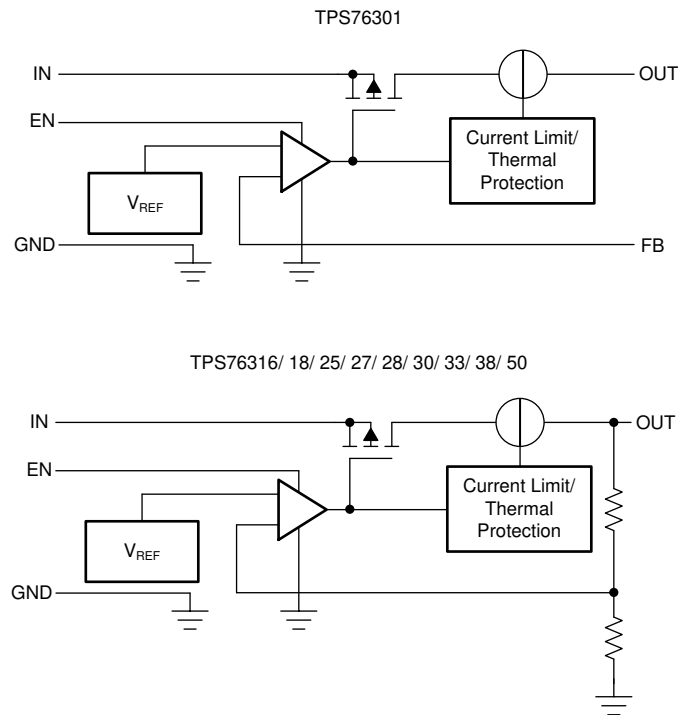 TPS76301
IN
OUT
EN
Current Limit/
Thermal
Protection
VREF
GND
FB
TPS76316/ 18/ 25/ 27/ 28/ 30/ 33/ 38/ 50
IN
OUT
EN
Current Limit/
Thermal
Protection
VREF
GND